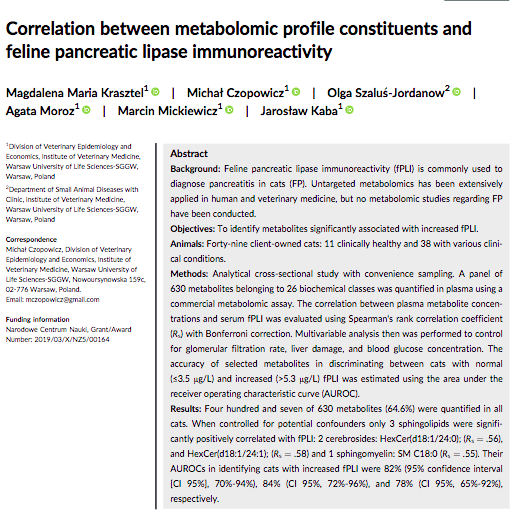 Correlation between metabolomic profile constituents and
feline pancreatic lipase immunoreactivity
Magdalena Maria Krasztel1 | Michał Czopowicz1 | Olga Szaluś-Jordanow2 |
Agata Moroz1 | Marcin Mickiewicz1 | Jarosław Kaba1
1Division of Veterinary Epidemiology and
Economics, Institute of Veterinary Medicine,
Warsaw University of Life Sciences-SGGW,
Warsaw, Poland
2Department of Small Animal Diseases with
Clinic, Institute of Veterinary Medicine,
Warsaw University of Life Sciences-SGGW,
Warsaw, Poland
Correspondence
Michał Czopowicz, Division of Veterinary
Epidemiology and Economics, Institute of
Veterinary Medicine, Warsaw University of
Life Sciences-SGGW, Nowoursynowska 159c,
02-776 Warsaw, Poland.
Email: mczopowicz@gmail.com
Funding information
Narodowe Centrum Nauki, Grant/Award
Number: 2019/03/X/NZ5/00164
Abstract
Background: Feline pancreatic lipase immunoreactivity (fPLI) is commonly used to
diagnose pancreatitis in cats (FP). Untargeted metabolomics has been extensively
applied in human and veterinary medicine, but no metabolomic studies regarding FP
have been conducted.
Objectives: To identify metabolites significantly associated with increased fPLI.
Animals: Forty-nine client-owned cats: 11 clinically healthy and 38 with various clini-
cal conditions.
Methods: Analytical cross-sectional study with convenience sampling. A panel of
630 metabolites belonging to 26 biochemical classes was quantified in plasma using a
commercial metabolomic assay. The correlation between plasma metabolite concen-
trations and serum fPLI was evaluated using Spearman's rank correlation coefficient
(Rs) with Bonferroni correction. Multivariable analysis then was performed to control
for glomerular filtration rate, liver damage, and blood glucose concentration. The
accuracy of selected metabolites in discriminating between cats with normal
(≤3.5 μg/L) and increased (>5.3 μg/L) fPLI was estimated using the area under the
receiver operating characteristic curve (AUROC).
Results: Four hundred and seven of 630 metabolites (64.6%) were quantified in all
cats. When controlled for potential confounders only 3 sphingolipids were signifi-
cantly positively correlated with fPLI: 2 cerebrosides: HexCer(d18:1/24:0); (Rs = .56),
and HexCer(d18:1/24:1); (Rs = .58) and 1 sphingomyelin: SM C18:0 (Rs = .55). Their
AUROCs in identifying cats with increased fPLI were 82% (95% confidence interval
[CI 95%], 70%-94%), 84% (CI 95%, 72%-96%), and 78% (CI 95%, 65%-92%),
respectively.